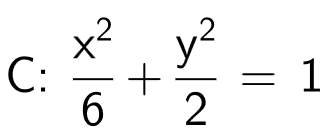 C: x²/6 + y²/2 = 1